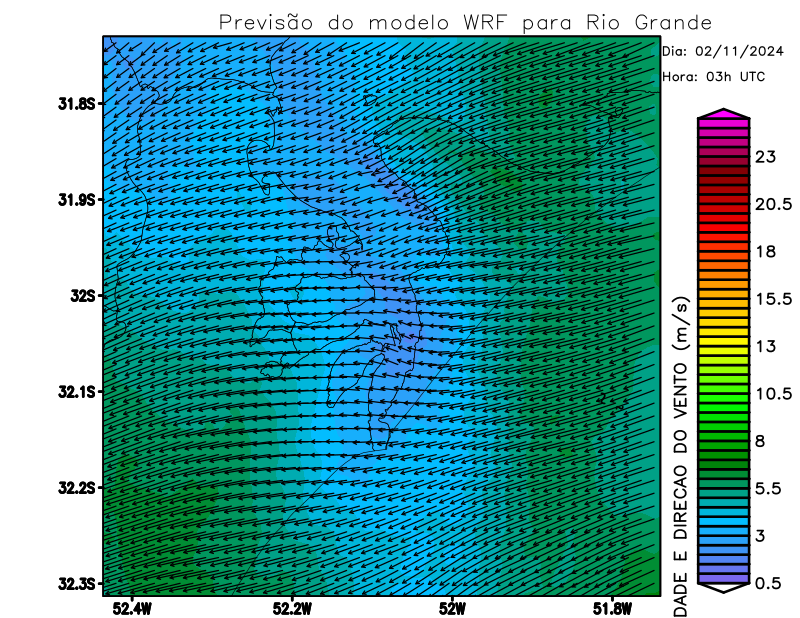 Previsão do modelo WRF para Rio Grande
Dia: 02/11/2024
Hora: 03h UTC
31.8S
31.9S
32S
32.1S
32.2S
32.3S
52.4W
52.2W
52W
51.8W
DADE E DIRECAO DO VENTO (m/s)
23
20.5
18
15.5
13
10.5
8
5.5
3
0.5